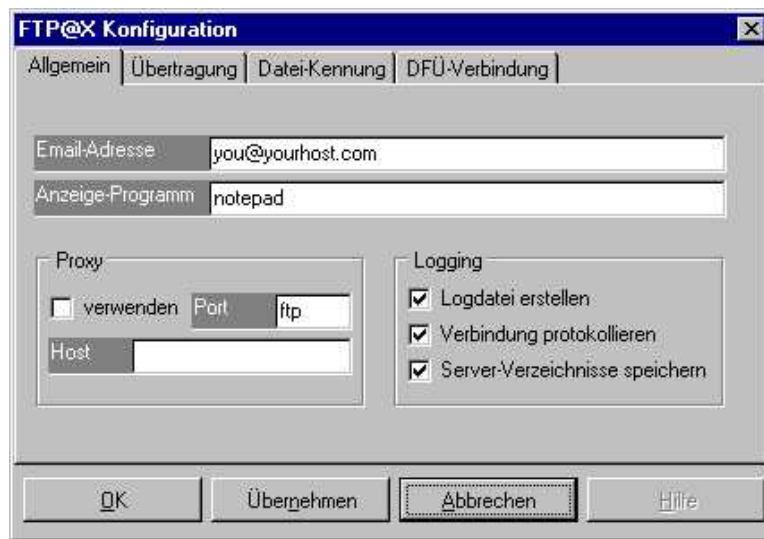 FTP@X Konfiguration
Allgemein Übertragung Datei-Kennung DFÜ-Verbindung
Email-Adresse you@yourhost.com
Anzeige-Programm notepad
Proxy
verwenden Port ftp
Host
Logging
Logdatei erstellen
Verbindung protokollieren
Server-Verzeichnisse speichern
OK Übernehmen Abbrechen Hilfe